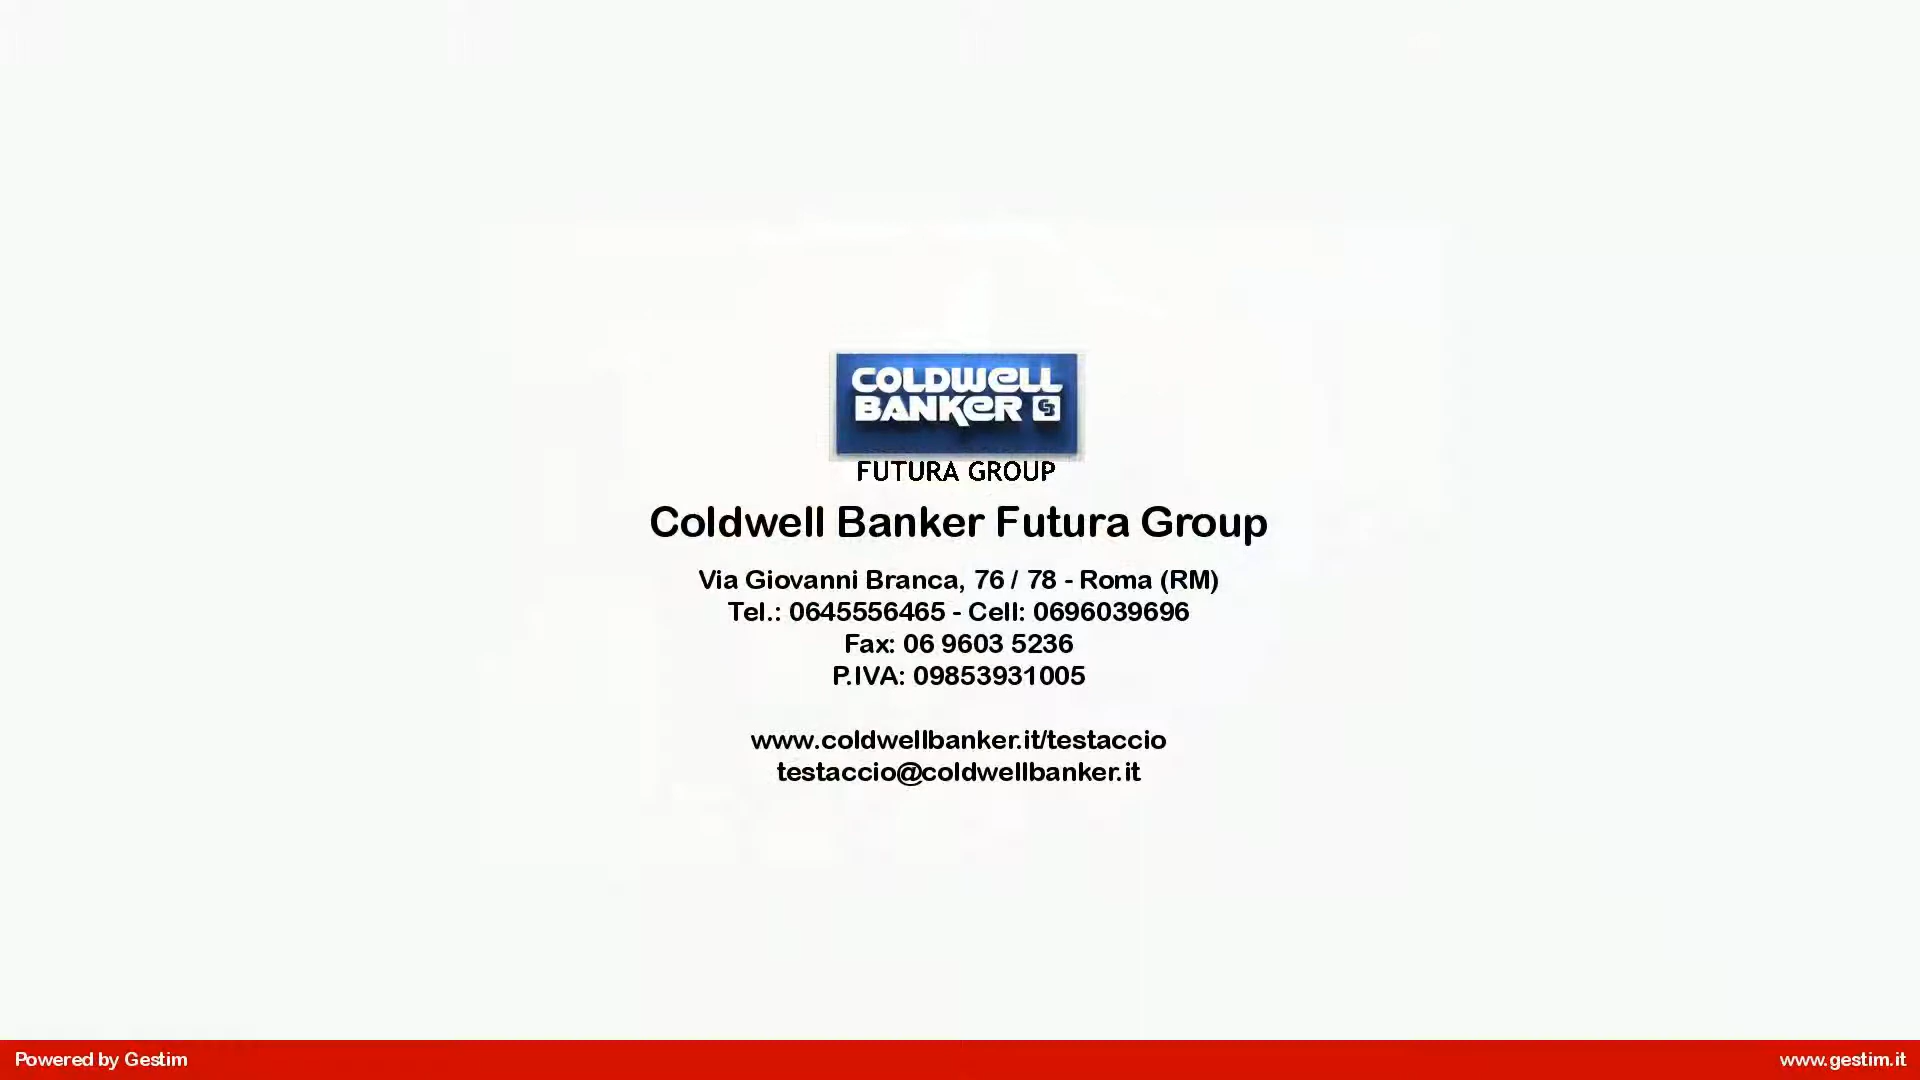 COLDWELL
BANKER CB
FUTURA GROUP
Coldwell Banker Futura Group
Via Giovanni Branca, 76 / 78 - Roma (RM)
Tel.: 0645556465 - Cell: 0696039696
Fax: 06 9603 5236
P.IVA: 09853931005
www.coldwellbanker.it/testaccio
testaccio@coldwellbanker.it
Powered by Gestim
www.gestim.it